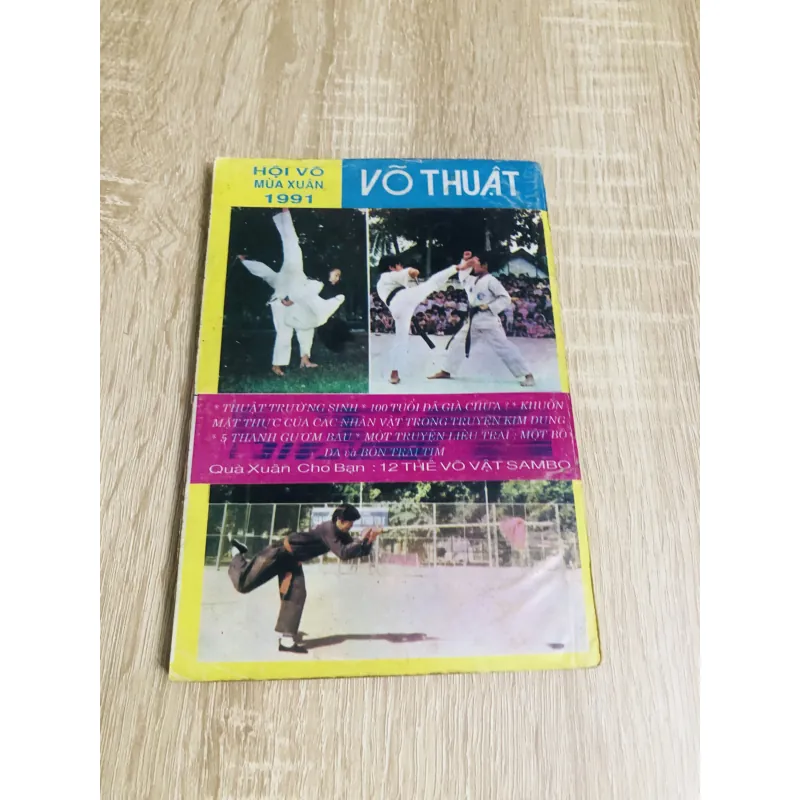 HỘI VÕ
MÙA XUÂN
1991
VÕ THUẬT
* THUẬT TRƯỜNG SINH * 100 TUỔI ĐÃ GIÀ CHƯA ? * KHUÔN
MẶT THỰC CỦA CÁC NHÂN VẬT TRONG TRUYỆN KIM DUNG
* 5 THANH GƯƠM BÁU * MỘT TRUYỆN LIÊU TRAI : MỘT BÓ
ĐA và BỐN TRÁI TIM
Quà Xuân Cho Bạn : 12 THẾ VÕ VẬT SAMBO